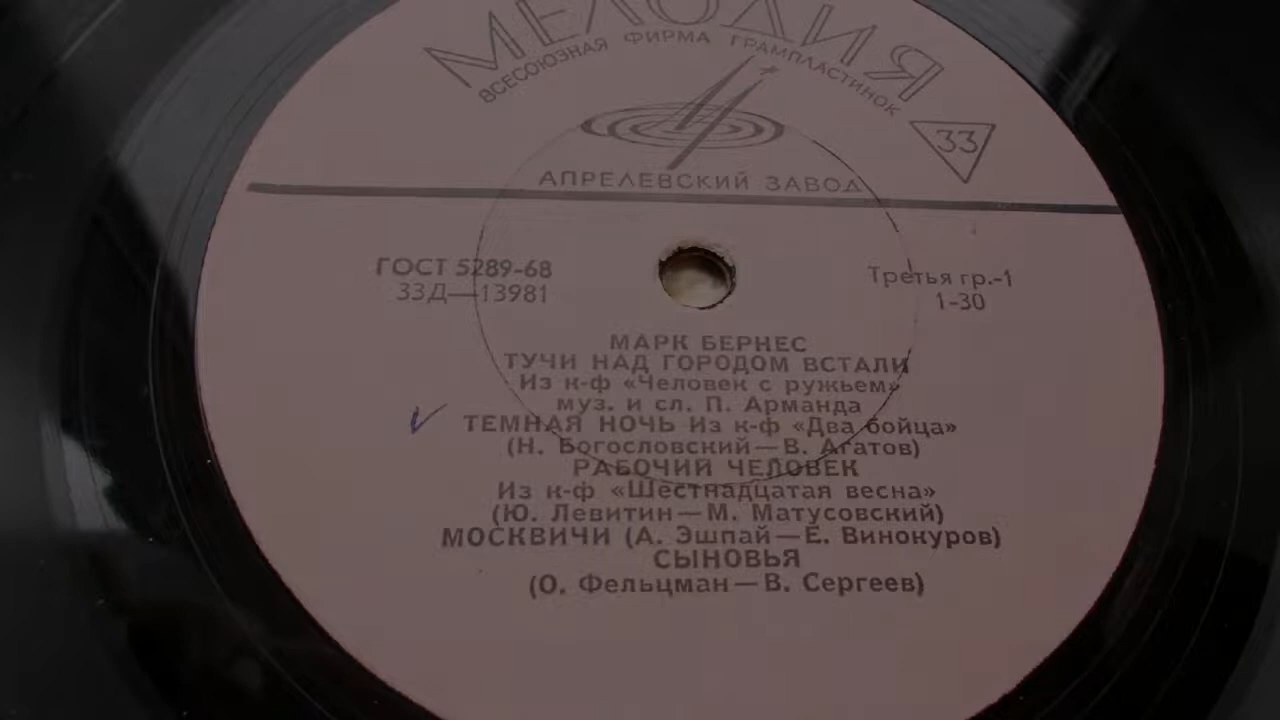 МЕЛОДИЯ
ВСЕСОЮЗНАЯ ФИРМА ГРАМПЛАСТИНОК
33
АПРЕЛЕВСКИЙ ЗАВОД
ГОСТ 5289-68
33Д—13981
Третья гр.-1
1-30
МАРК БЕРНЕС
ТУЧИ НАД ГОРОДОМ ВСТАЛИ
Из к-ф «Человек с ружьем»
муз. и сл. П. Арманда
ТЕМНАЯ НОЧЬ Из к-ф «Два бойца»
(Н. Богословский—В. Агатов)
РАБОЧИЙ ЧЕЛОВЕК
Из к-ф «Шестнадцатая весна»
(Ю. Левитин—М. Матусовский)
МОСКВИЧИ (А. Эшпай—Е. Винокуров)
СЫНОВЬЯ
(О. Фельцман—В. Сергеев)